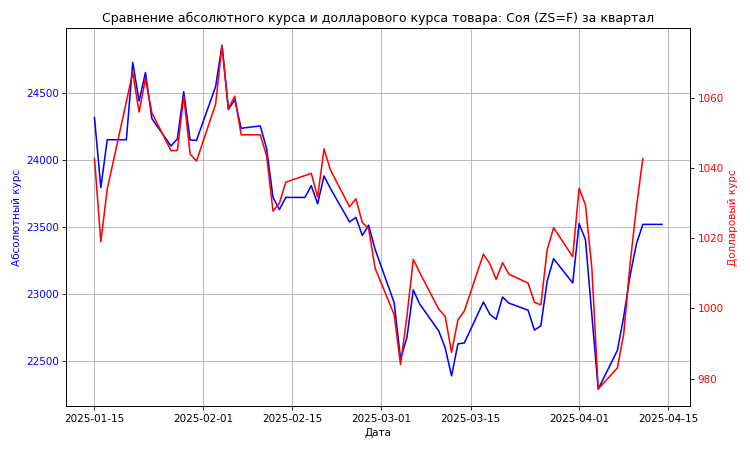 Сравнение абсолютного курса и долларового курса товара: Соя (ZS=F) за квартал
Абсолютный курс
24500
24000
23500
23000
22500
1060
1040
1020
1000
980
Долларовый курс
2025-01-15 2025-02-01 2025-02-15 2025-03-01 2025-03-15 2025-04-01 2025-04-15
Дата